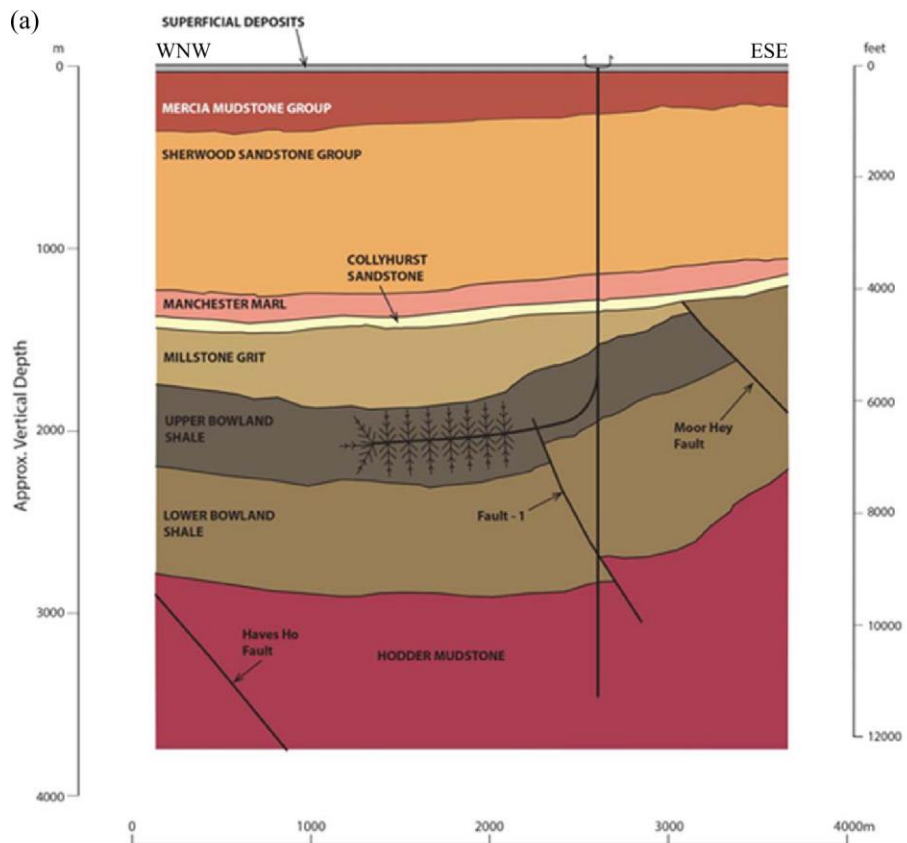 (a)
SUPERFICIAL DEPOSITS
WNW
ESE
m
feet
0
0
MERCIA MUDSTONE GROUP
SHERWOOD SANDSTONE GROUP
2000
1000
COLLYHURST
SANDSTONE
4000
MANCHESTER MARL
MILLSTONE GRIT
Approx. Vertical Depth
6000
UPPER BOWLAND
SHALE
Moor Hey
Fault
2000
LOWER BOWLAND
SHALE
Fault - 1
8000
3000
10000
Haves Ho
Fault
HODDER MUDSTONE
12000
4000
0
1000
2000
3000
4000m